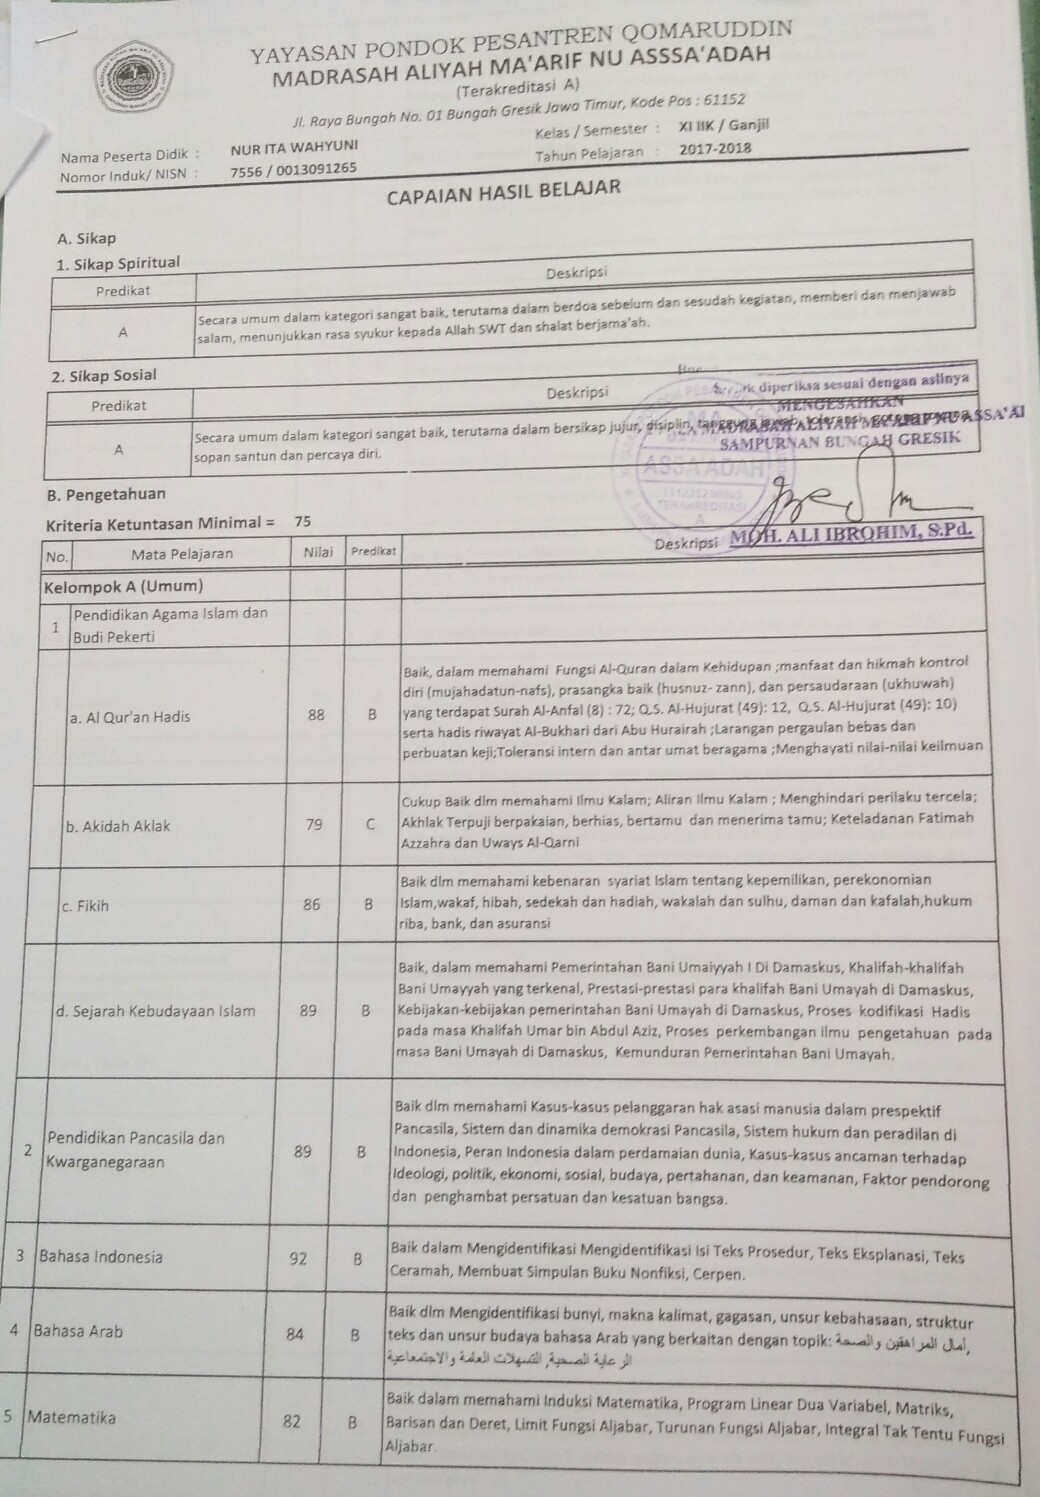 YAYASAN PONDOK PESANTREN QOMARUDDIN
MADRASAH ALIYAH MA'ARIF NU ASSSA'ADAH
(Terakreditasi A)
Jl. Raya Bungah No. 01 Bungah Gresik Jawa Timur, Kode Pos : 61152
Nama Peserta Didik : NUR ITA WAHYUNI Kelas / Semester : XI IIK / Ganjil
Nomor Induk/ NISN : 7556 / 0013091265 Tahun Pelajaran : 2017-2018
CAPAIAN HASIL BELAJAR
A. Sikap
1. Sikap Spiritual
Predikat Deskripsi
A Secara umum dalam kategori sangat baik, terutama dalam berdoa sebelum dan sesudah kegiatan, memberi dan menjawab
salam, menunjukkan rasa syukur kepada Allah SWT dan shalat berjama'ah.
2. Sikap Sosial
Predikat Deskripsi
A Secara umum dalam kategori sangat baik, terutama dalam bersikap jujur, disiplin, tanggung jawab, toleransi, gotong royong,
sopan santun dan percaya diri.
diperiksa sesuai dengan aslinya
MENGESAHKAN
MADRASAH ALIYAH MA'ARIF NU ASSA'AD
SAMPURNAN BUNGAH GRESIK
MA
ASSA'ADAH
TERAKREDITASI
A
MOH. ALI IBROHIM, S.Pd.
B. Pengetahuan
Kriteria Ketuntasan Minimal = 75
No. Mata Pelajaran Nilai Predikat Deskripsi
Kelompok A (Umum)
1 Pendidikan Agama Islam dan
Budi Pekerti
a. Al Qur'an Hadis 88 B
Baik, dalam memahami Fungsi Al-Quran dalam Kehidupan ;manfaat dan hikmah kontrol
diri (mujahadatun-nafs), prasangka baik (husnuz- zann), dan persaudaraan (ukhuwah)
yang terdapat Surah Al-Anfal (8) : 72; Q.S. Al-Hujurat (49): 12, Q.S. Al-Hujurat (49): 10)
serta hadis riwayat Al-Bukhari dari Abu Hurairah ;Larangan pergaulan bebas dan
perbuatan keji;Toleransi intern dan antar umat beragama ;Menghayati nilai-nilai keilmuan
b. Akidah Aklak 79 C
Cukup Baik dlm memahami Ilmu Kalam; Aliran Ilmu Kalam ; Menghindari perilaku tercela;
Akhlak Terpuji berpakaian, berhias, bertamu dan menerima tamu; Keteladanan Fatimah
Azzahra dan Uways Al-Qarni
c. Fikih 86 B
Baik dlm memahami kebenaran syariat Islam tentang kepemilikan, perekonomian
Islam,wakaf, hibah, sedekah dan hadiah, wakalah dan sulhu, daman dan kafalah,hukum
riba, bank, dan asuransi
d. Sejarah Kebudayaan Islam 89 B
Baik, dalam memahami Pemerintahan Bani Umaiyyah I Di Damaskus, Khalifah-khalifah
Bani Umayyah yang terkenal, Prestasi-prestasi para khalifah Bani Umayah di Damaskus,
Kebijakan-kebijakan pemerintahan Bani Umayah di Damaskus, Proses kodifikasi Hadis
pada masa Khalifah Umar bin Abdul Aziz, Proses perkembangan ilmu pengetahuan pada
masa Bani Umayah di Damaskus, Kemunduran Pemerintahan Bani Umayah.
2 Pendidikan Pancasila dan
Kwarganegaraan 89 B
Baik dlm memahami Kasus-kasus pelanggaran hak asasi manusia dalam prespektif
Pancasila, Sistem dan dinamika demokrasi Pancasila, Sistem hukum dan peradilan di
Indonesia, Peran Indonesia dalam perdamaian dunia, Kasus-kasus ancaman terhadap
Ideologi, politik, ekonomi, sosial, budaya, pertahanan, dan keamanan, Faktor pendorong
dan penghambat persatuan dan kesatuan bangsa.
3 Bahasa Indonesia 92 B
Baik dalam Mengidentifikasi Mengidentifikasi Isi Teks Prosedur, Teks Eksplanasi, Teks
Ceramah, Membuat Simpulan Buku Nonfiksi, Cerpen.
4 Bahasa Arab 84 B
Baik dlm Mengidentifikasi bunyi, makna kalimat, gagasan, unsur kebahasaan, struktur
teks dan unsur budaya bahasa Arab yang berkaitan dengan topik: آمال المراهقين والصحة,
الرعاية الصحية, التسهيلات العامة والاجتماعية
5 Matematika 82 B
Baik dalam memahami Induksi Matematika, Program Linear Dua Variabel, Matriks,
Barisan dan Deret, Limit Fungsi Aljabar, Turunan Fungsi Aljabar, Integral Tak Tentu Fungsi
Aljabar.